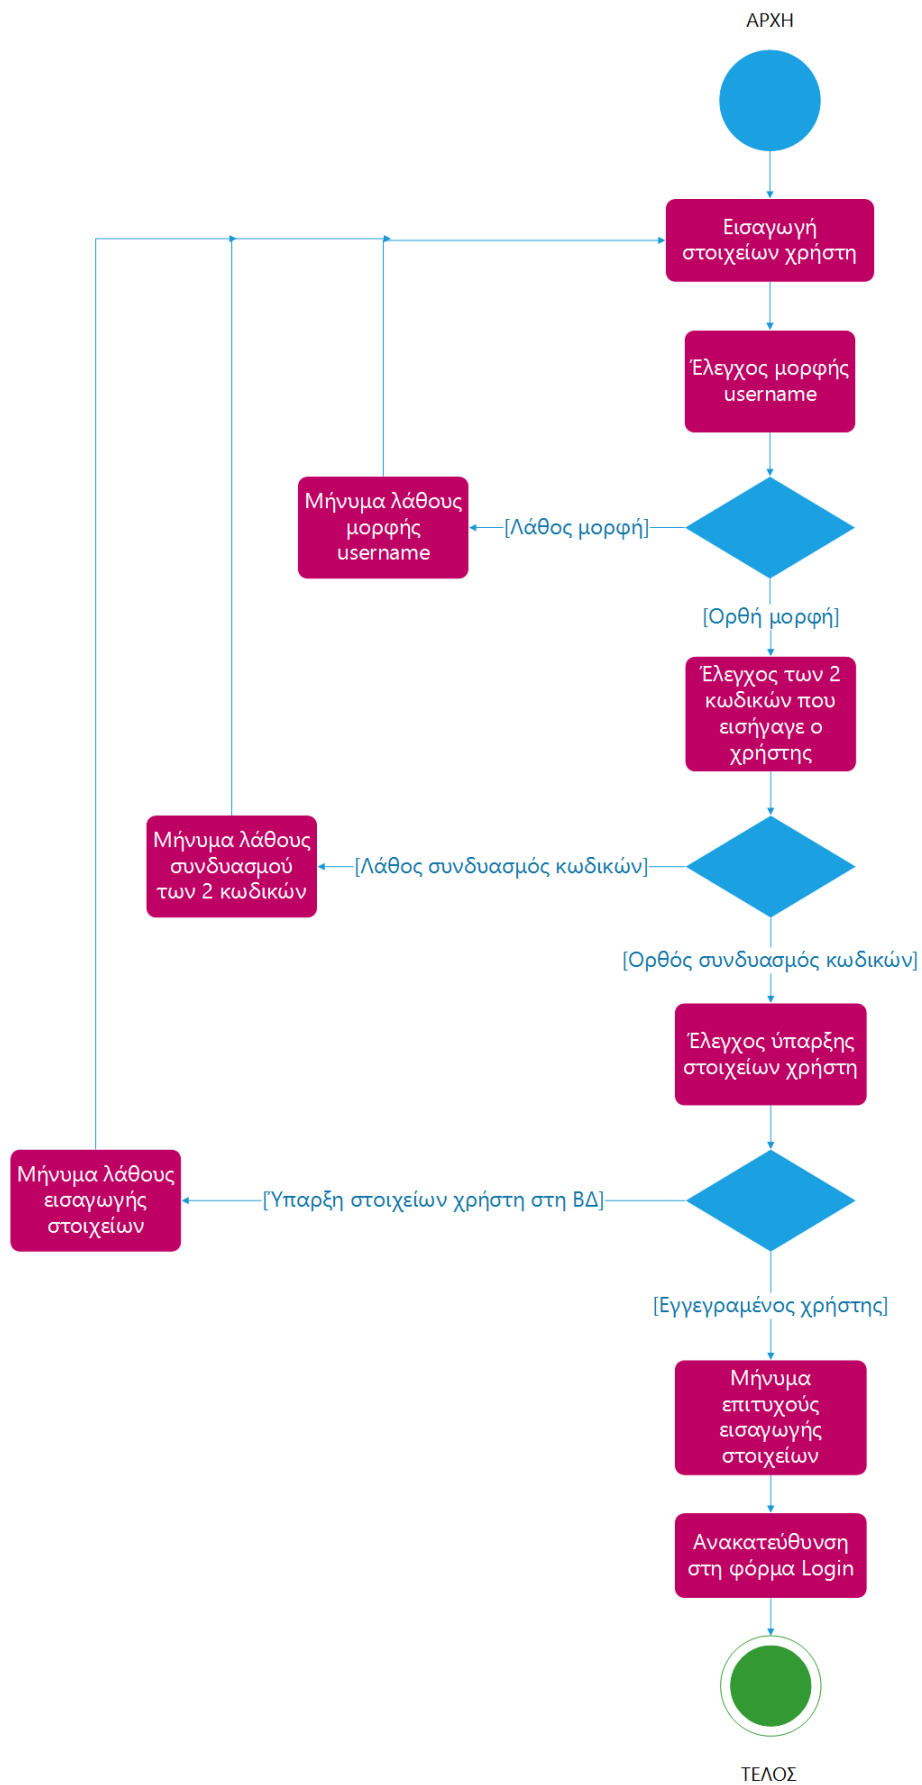 ΑΡΧΗ
Εισαγωγή
στοιχείων χρήστη
Έλεγχος μορφής
username
Μήνυμα λάθους
μορφής
username
[Λάθος μορφή]
[Ορθή μορφή]
Έλεγχος των 2
κωδικών που
εισήγαγε ο
χρήστης
Μήνυμα λάθους
συνδυασμού
των 2 κωδικών
[Λάθος συνδυασμός κωδικών]
[Ορθός συνδυασμός κωδικών]
Έλεγχος ύπαρξης
στοιχείων χρήστη
Μήνυμα λάθους
εισαγωγής
στοιχείων
[Ύπαρξη στοιχείων χρήστη στη ΒΔ]
[Εγγεγραμένος χρήστης]
Μήνυμα
επιτυχούς
εισαγωγής
στοιχείων
Ανακατεύθυνση
στη φόρμα Login
ΤΕΛΟΣ